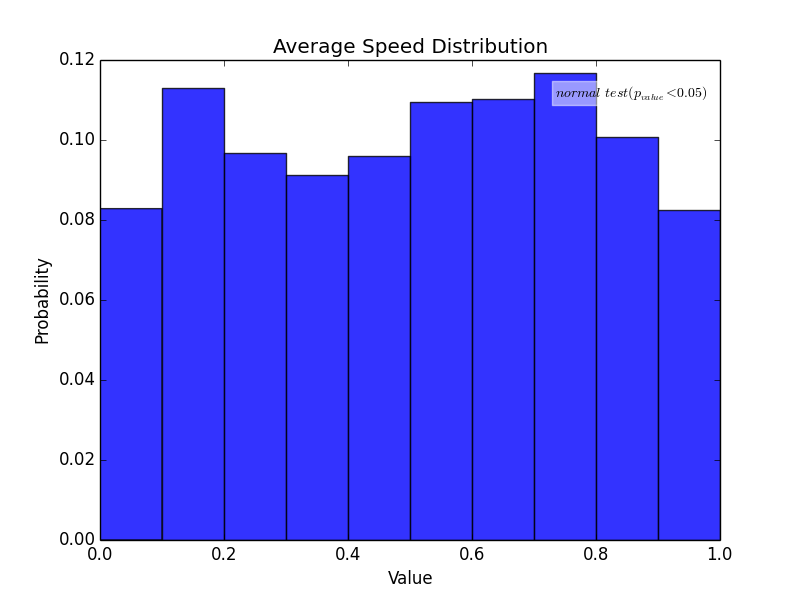 Average Speed Distribution
0.12
normal test(p_value<0.05)
0.10
0.08
0.06
0.04
0.02
0.00
Probability
0.0 0.2 0.4 0.6 0.8 1.0
Value